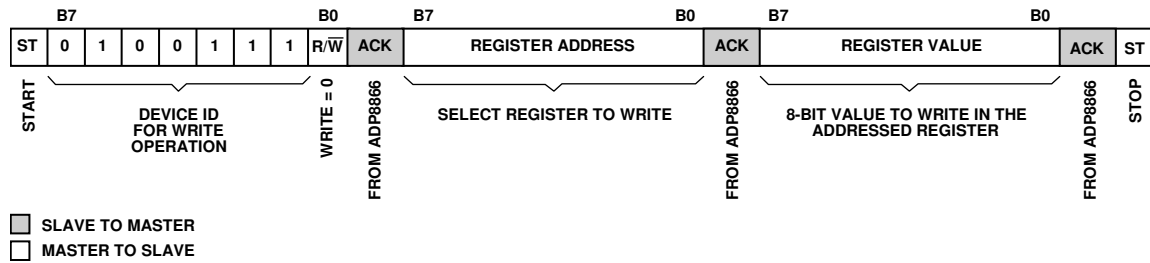 B7 B0 B7 B0 B7 B0
ST 0 1 0 0 1 1 1 R/W̅ ACK REGISTER ADDRESS ACK REGISTER VALUE ACK ST
START
DEVICE ID
FOR WRITE
OPERATION
WRITE = 0
FROM ADP8866
SELECT REGISTER TO WRITE
FROM ADP8866
8-BIT VALUE TO WRITE IN THE
ADDRESSED REGISTER
FROM ADP8866
STOP
SLAVE TO MASTER
MASTER TO SLAVE